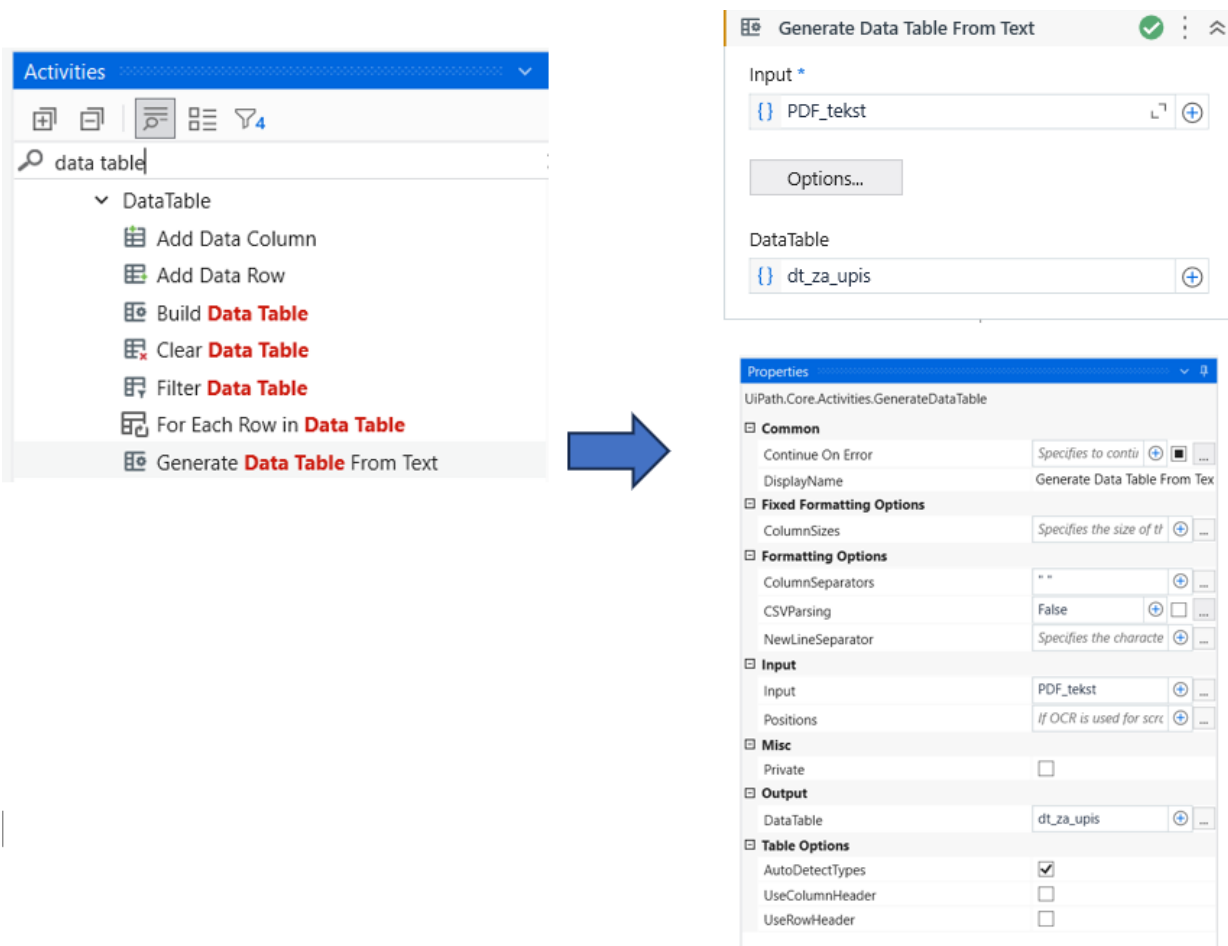 Activities
4
data table
DataTable
Add Data Column
Add Data Row
Build Data Table
Clear Data Table
Filter Data Table
For Each Row in Data Table
Generate Data Table From Text
Generate Data Table From Text
Input *
{} PDF_tekst
Options...
DataTable
{} dt_za_upis
Properties
UiPath.Core.Activities.GenerateDataTable
Common
Continue On Error Specifies to contin ...
DisplayName Generate Data Table From Tex
Fixed Formatting Options
ColumnSizes Specifies the size of th ...
Formatting Options
ColumnSeparators " " ...
CSVParsing False ...
NewLineSeparator Specifies the characte ...
Input
Input PDF_tekst ...
Positions If OCR is used for scrc ...
Misc
Private
Output
DataTable dt_za_upis ...
Table Options
AutoDetectTypes
UseColumnHeader
UseRowHeader